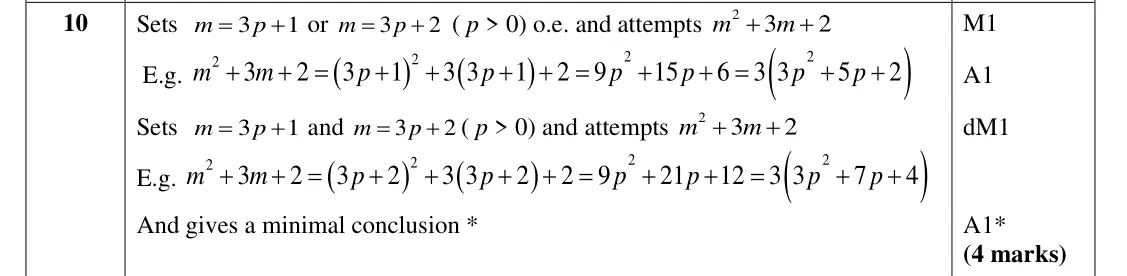 10 Sets m = 3p + 1 or m = 3p + 2 ( p > 0) o.e. and attempts m² + 3m + 2 M1
E.g. m² + 3m + 2 = (3p + 1)² + 3(3p + 1) + 2 = 9p² + 15p + 6 = 3(3p² + 5p + 2) A1
Sets m = 3p + 1 and m = 3p + 2 ( p > 0) and attempts m² + 3m + 2 dM1
E.g. m² + 3m + 2 = (3p + 2)² + 3(3p + 2) + 2 = 9p² + 21p + 12 = 3(3p² + 7p + 4)
And gives a minimal conclusion * A1*
(4 marks)